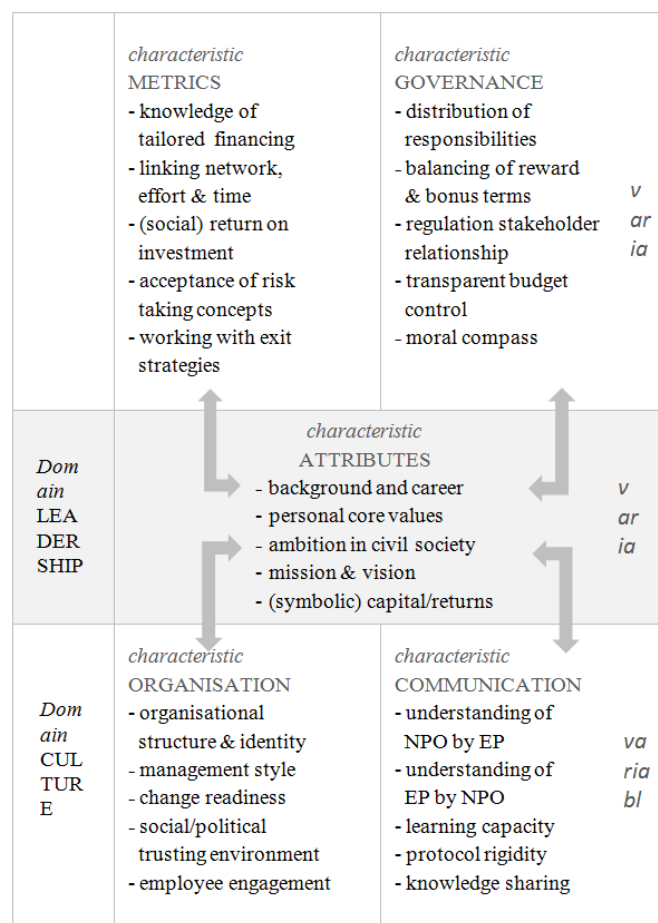 characteristic
METRICS
- knowledge of
tailored financing
- linking network,
effort & time
- (social) return on
investment
- acceptance of risk
taking concepts
- working with exit
strategies
characteristic
GOVERNANCE
- distribution of
responsibilities
- balancing of reward
& bonus terms
- regulation stakeholder
relationship
- transparent budget
control
- moral compass
v
ar
ia
Dom
ain
LEA
DER
SHIP
characteristic
ATTRIBUTES
- background and career
- personal core values
- ambition in civil society
- mission & vision
- (symbolic) capital/returns
v
ar
ia
Dom
ain
CUL
TUR
E
characteristic
ORGANISATION
- organisational
structure & identity
- management style
- change readiness
- social/political
trusting environment
- employee engagement
characteristic
COMMUNICATION
- understanding of
NPO by EP
- understanding of
EP by NPO
- learning capacity
- protocol rigidity
- knowledge sharing
va
ria
bl